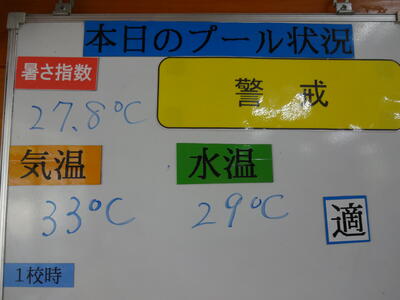 本日のプール状況
暑さ指数
警戒
27.8℃
気温
水温
33℃
29℃
適
1校時